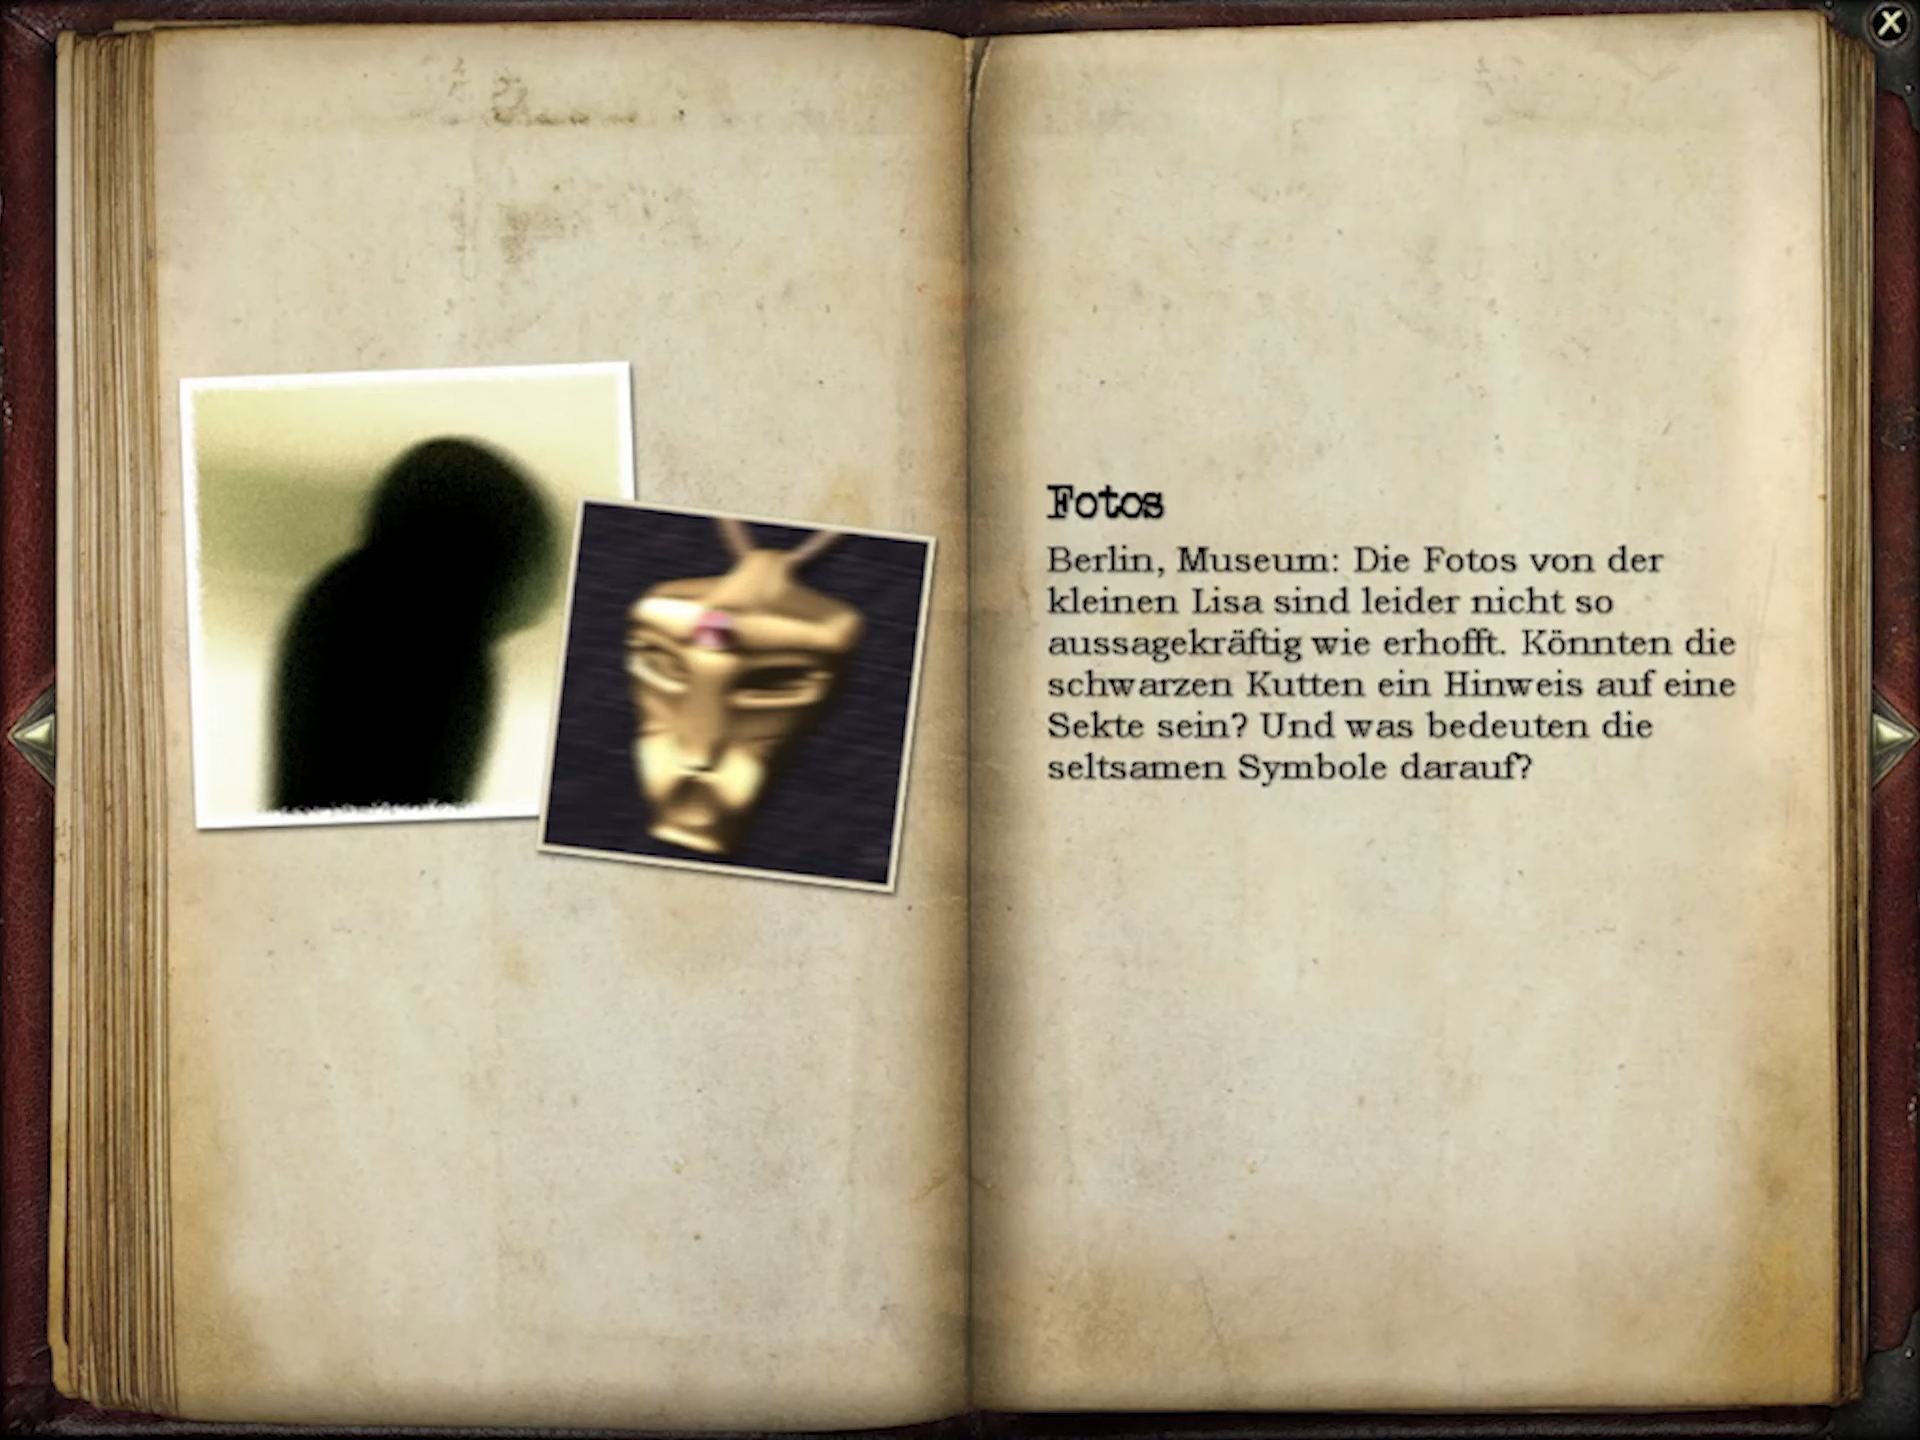 Fotos
Berlin, Museum: Die Fotos von der
kleinen Lisa sind leider nicht so
aussagekräftig wie erhofft. Könnten die
schwarzen Kutten ein Hinweis auf eine
Sekte sein? Und was bedeuten die
seltsamen Symbole darauf?